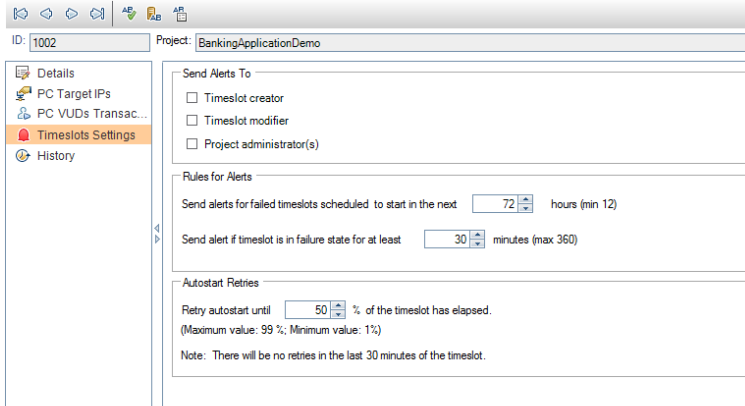 ID: 1002 Project: BankingApplicationDemo
Details
PC Target IPs
PC VUDs Transac...
Timeslots Settings
History
Send Alerts To
Timeslot creator
Timeslot modifier
Project administrator(s)
Rules for Alerts
Send alerts for failed timeslots scheduled to start in the next 72 hours (min 12)
Send alert if timeslot is in failure state for at least 30 minutes (max 360)
Autostart Retries
Retry autostart until 50 % of the timeslot has elapsed.
(Maximum value: 99 %; Minimum value: 1%)
Note: There will be no retries in the last 30 minutes of the timeslot.